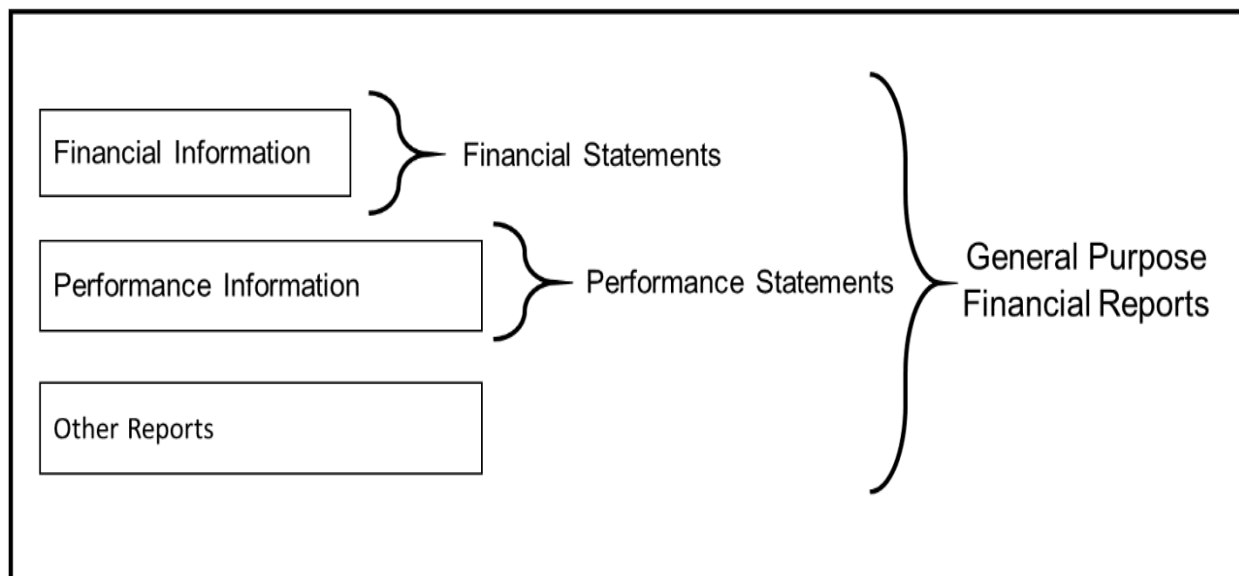 Financial Information
Financial Statements
Performance Information
Performance Statements
Other Reports
General Purpose
Financial Reports